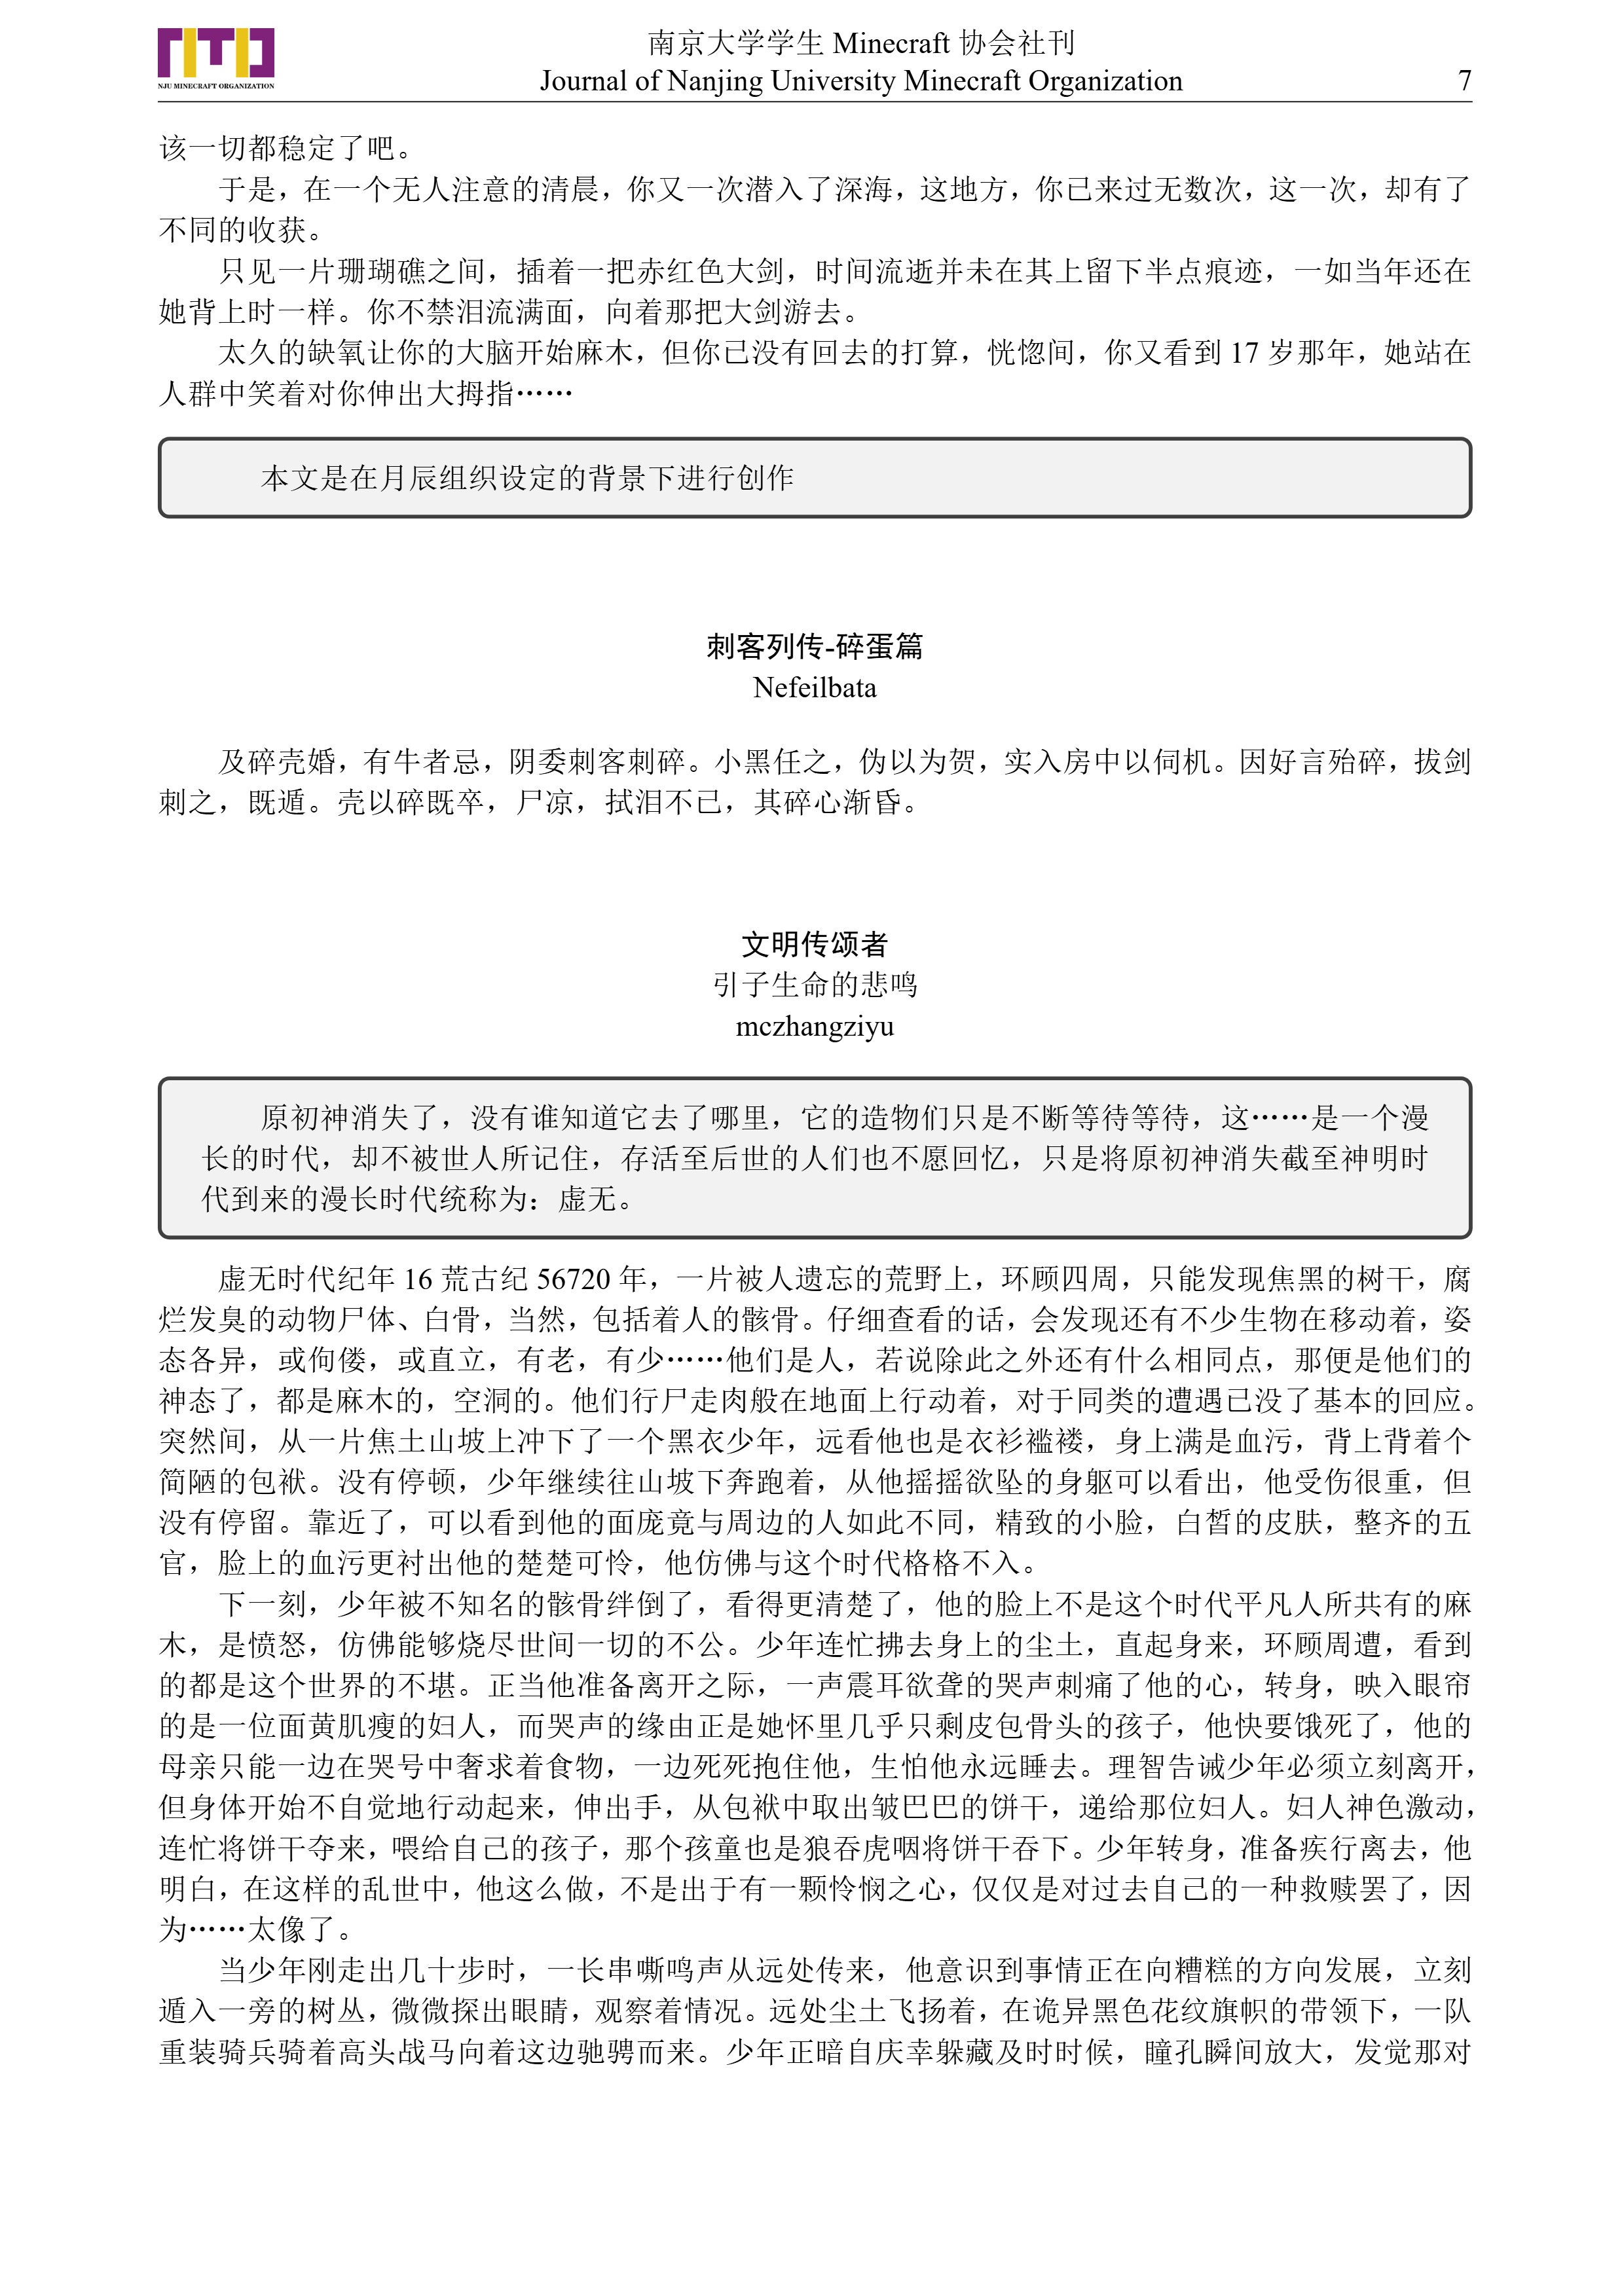 NJU MINECRAFT ORGANIZATION
南京大学学生 Minecraft 协会社刊
Journal of Nanjing University Minecraft Organization
7
该一切都稳定了吧。
于是，在一个无人注意的清晨，你又一次潜入了深海，这地方，你已来过无数次，这一次，却有了
不同的收获。
只见一片珊瑚礁之间，插着一把赤红色大剑，时间流逝并未在其上留下半点痕迹，一如当年还在
她背上时一样。你不禁泪流满面，向着那把大剑游去。
太久的缺氧让你的大脑开始麻木，但你已没有回去的打算，恍惚间，你又看到 17 岁那年，她站在
人群中笑着对你伸出大拇指……
本文是在月辰组织设定的背景下进行创作
刺客列传-碎蛋篇
Nefeilbata
及碎壳婚，有牛者忌，阴委刺客刺碎。小黑任之，伪以为贺，实入房中以伺机。因好言殆碎，拔剑
刺之，既遁。壳以碎既卒，尸凉，拭泪不已，其碎心渐昏。
文明传颂者
引子生命的悲鸣
mczhangziyu
原初神消失了，没有谁知道它去了哪里，它的造物们只是不断等待等待，这……是一个漫
长的时代，却不被世人所记住，存活至后世的人们也不愿回忆，只是将原初神消失截至神明时
代到来的漫长时代统称为：虚无。
虚无时代纪年 16 荒古纪 56720 年，一片被人遗忘的荒野上，环顾四周，只能发现焦黑的树干，腐
烂发臭的动物尸体、白骨，当然，包括着人的骸骨。仔细查看的话，会发现还有不少生物在移动着，姿
态各异，或佝偻，或直立，有老，有少……他们是人，若说除此之外还有什么相同点，那便是他们的
神态了，都是麻木的，空洞的。他们行尸走肉般在地面上行动着，对于同类的遭遇已没了基本的回应。
突然间，从一片焦土山坡上冲下了一个黑衣少年，远看他也是衣衫褴褛，身上满是血污，背上背着个
简陋的包袱。没有停顿，少年继续往山坡下奔跑着，从他摇摇欲坠的身躯可以看出，他受伤很重，但
没有停留。靠近了，可以看到他的面庞竟与周边的人如此不同，精致的小脸，白皙的皮肤，整齐的五
官，脸上的血污更衬出他的楚楚可怜，他仿佛与这个时代格格不入。
下一刻，少年被不知名的骸骨绊倒了，看得更清楚了，他的脸上不是这个时代平凡人所共有的麻
木，是愤怒，仿佛能够烧尽世间一切的不公。少年连忙拂去身上的尘土，直起身来，环顾周遭，看到
的都是这个世界的不堪。正当他准备离开之际，一声震耳欲聋的哭声刺痛了他的心，转身，映入眼帘
的是一位面黄肌瘦的妇人，而哭声的缘由正是她怀里几乎只剩皮包骨头的孩子，他快要饿死了，他的
母亲只能一边在哭号中奢求着食物，一边死死抱住他，生怕他永远睡去。理智告诫少年必须立刻离开，
但身体开始不自觉地行动起来，伸出手，从包袱中取出皱巴巴的饼干，递给那位妇人。妇人神色激动，
连忙将饼干夺来，喂给自己的孩子，那个孩童也是狼吞虎咽将饼干吞下。少年转身，准备疾行离去，他
明白，在这样的乱世中，他这么做，不是出于有一颗怜悯之心，仅仅是对过去自己的一种救赎罢了，因
为……太像了。
当少年刚走出几十步时，一长串嘶鸣声从远处传来，他意识到事情正在向糟糕的方向发展，立刻
遁入一旁的树丛，微微探出眼睛，观察着情况。远处尘土飞扬着，在诡异黑色花纹旗帜的带领下，一队
重装骑兵骑着高头战马向着这边驰骋而来。少年正暗自庆幸躲藏及时时候，瞳孔瞬间放大，发觉那对